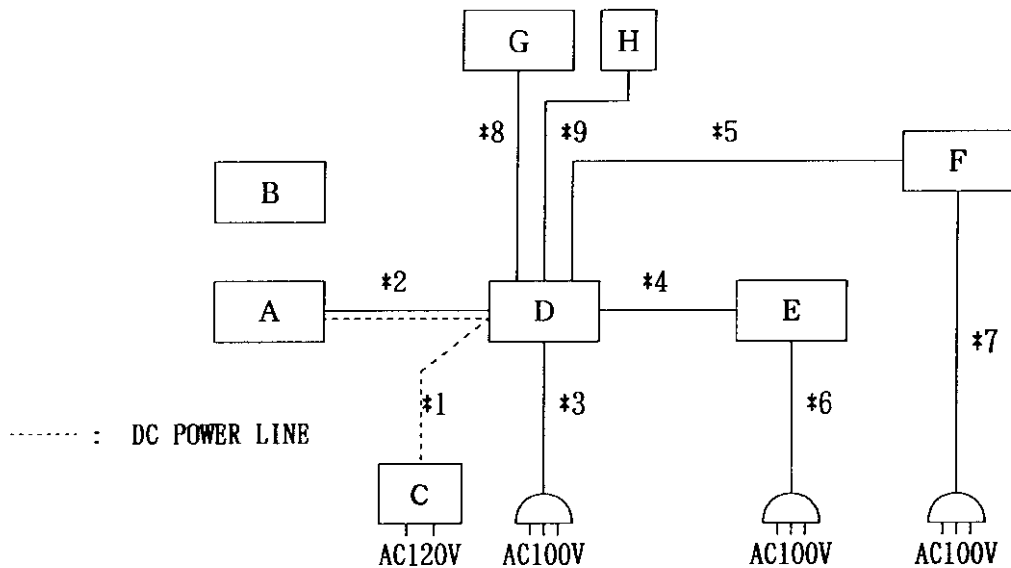 G H
*8 *9 *5
F
B
*2 *4
A D E
*7
*1 *3 *6
-------- : DC POWER LINE
C
AC120V AC100V AC100V AC100V